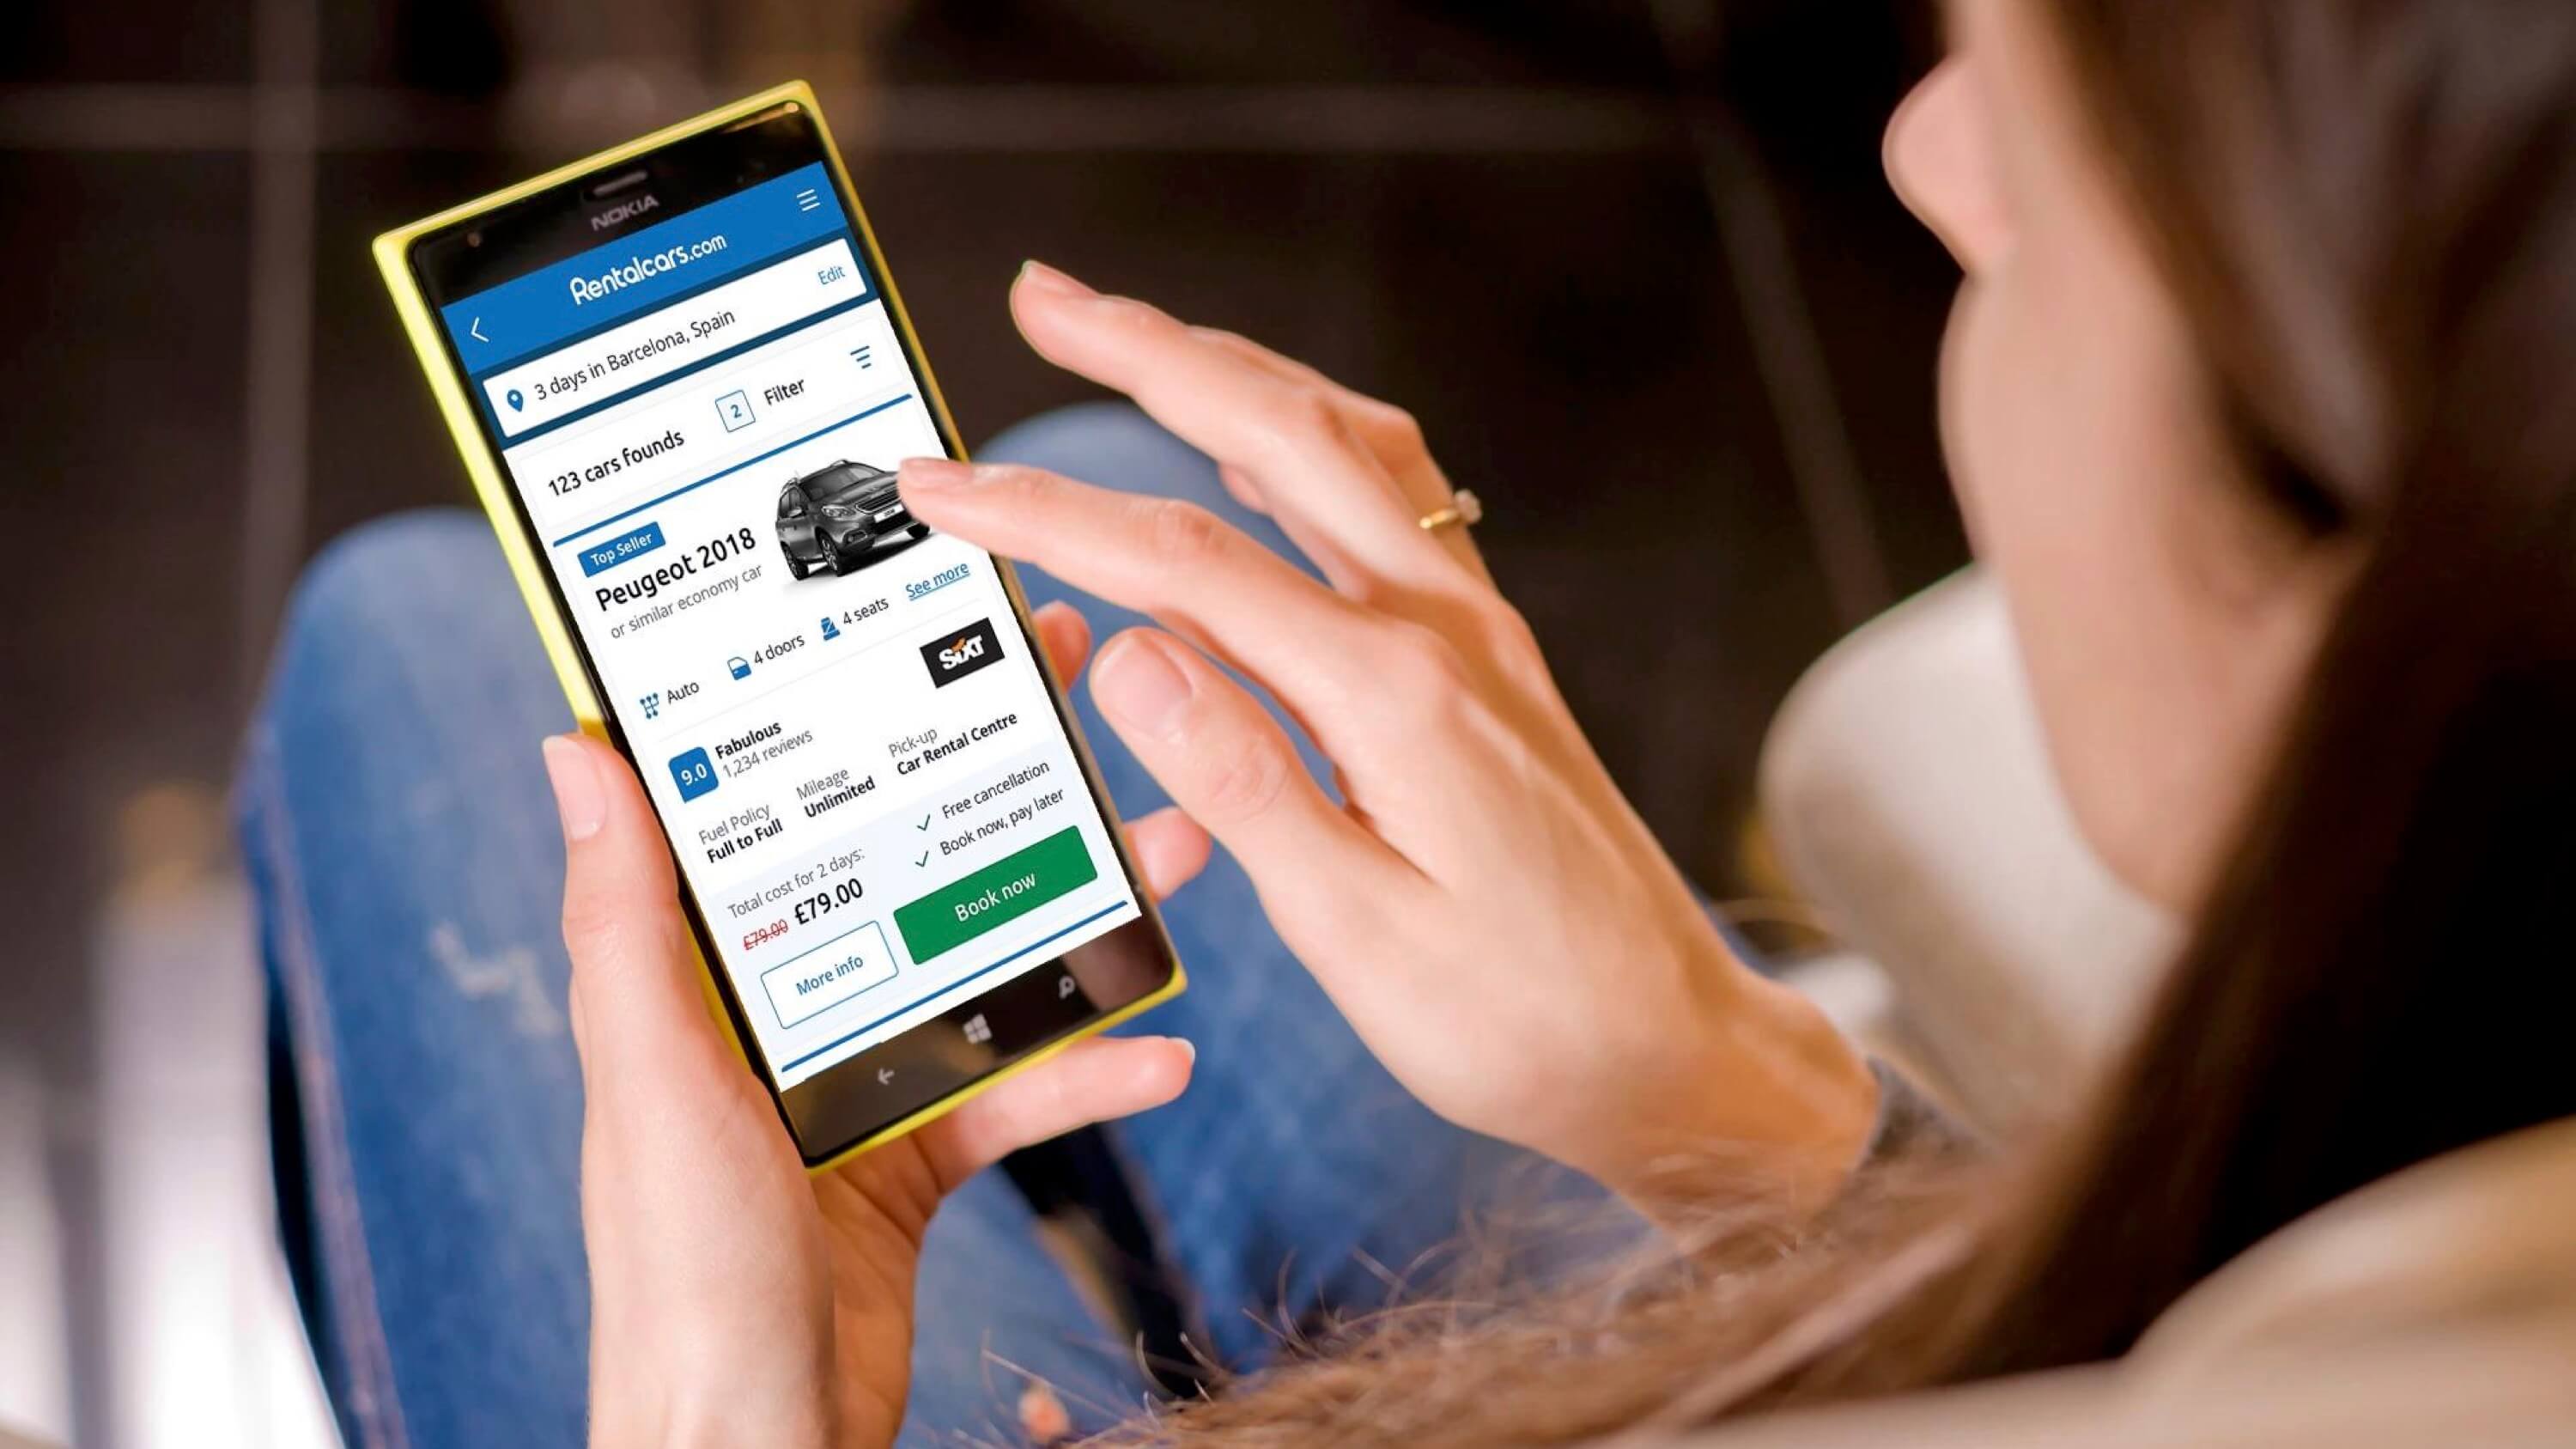 NOKIA
Rentalcars.com
3 days in Barcelona, Spain
Edit
123 cars founds
2
Filter
Top Seller
Peugeot 2018
or similar economy car
Auto
4 doors
4 seats
See more
SiXT
9.0
Fabulous
1,234 reviews
Fuel Policy
Full to Full
Mileage
Unlimited
Pick-up
Car Rental Centre
Total cost for 2 days:
£79.00 £79.00
Free cancellation
Book now, pay later
More info
Book now